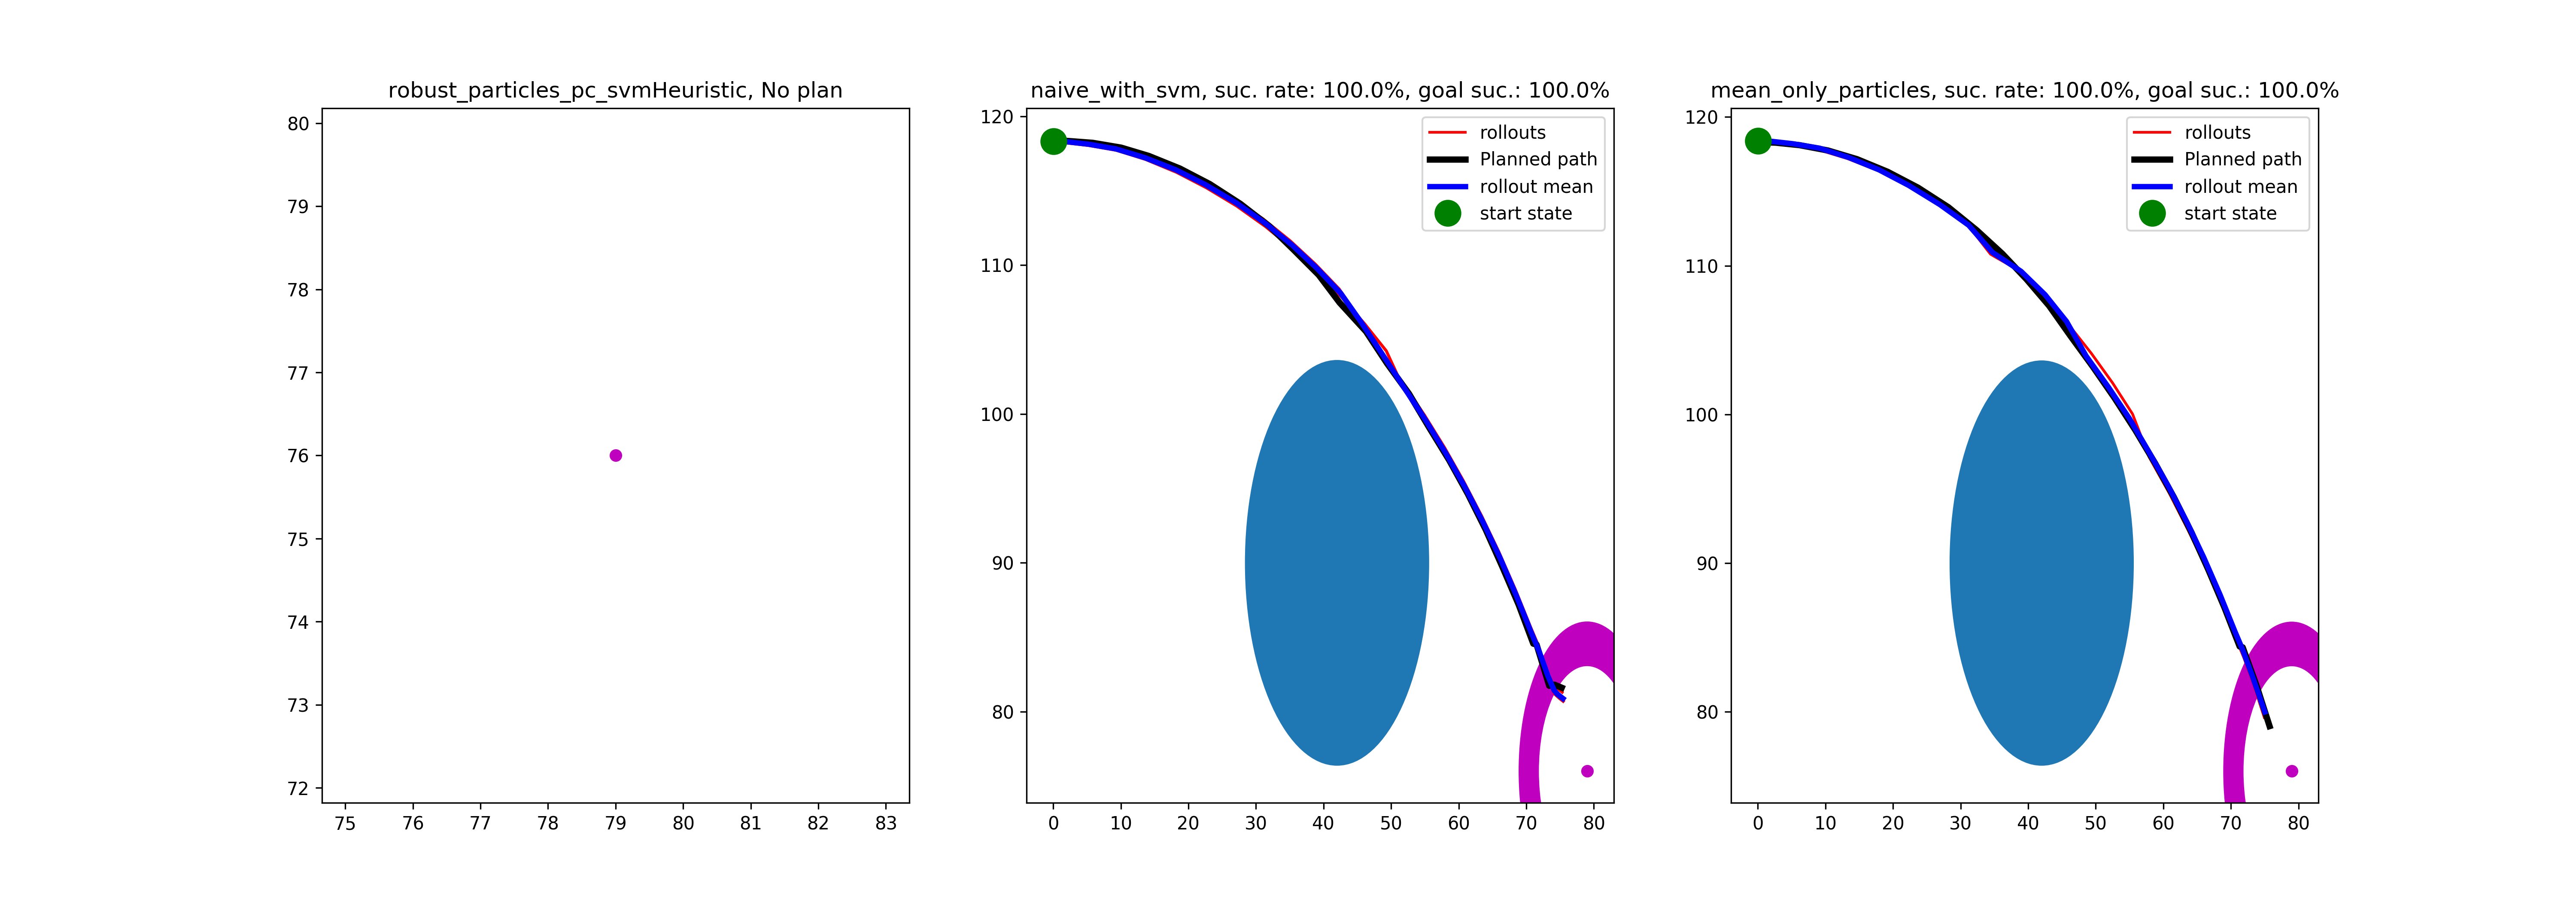 robust_particles_pc_svmHeuristic, No plan
80
79
78
77
76
75
74
73
72
75 76 77 78 79 80 81 82 83
naive_with_svm, suc. rate: 100.0%, goal suc.: 100.0%
rollouts
Planned path
rollout mean
start state
120
110
100
90
80
0 10 20 30 40 50 60 70 80
mean_only_particles, suc. rate: 100.0%, goal suc.: 100.0%
rollouts
Planned path
rollout mean
start state
120
110
100
90
80
0 10 20 30 40 50 60 70 80